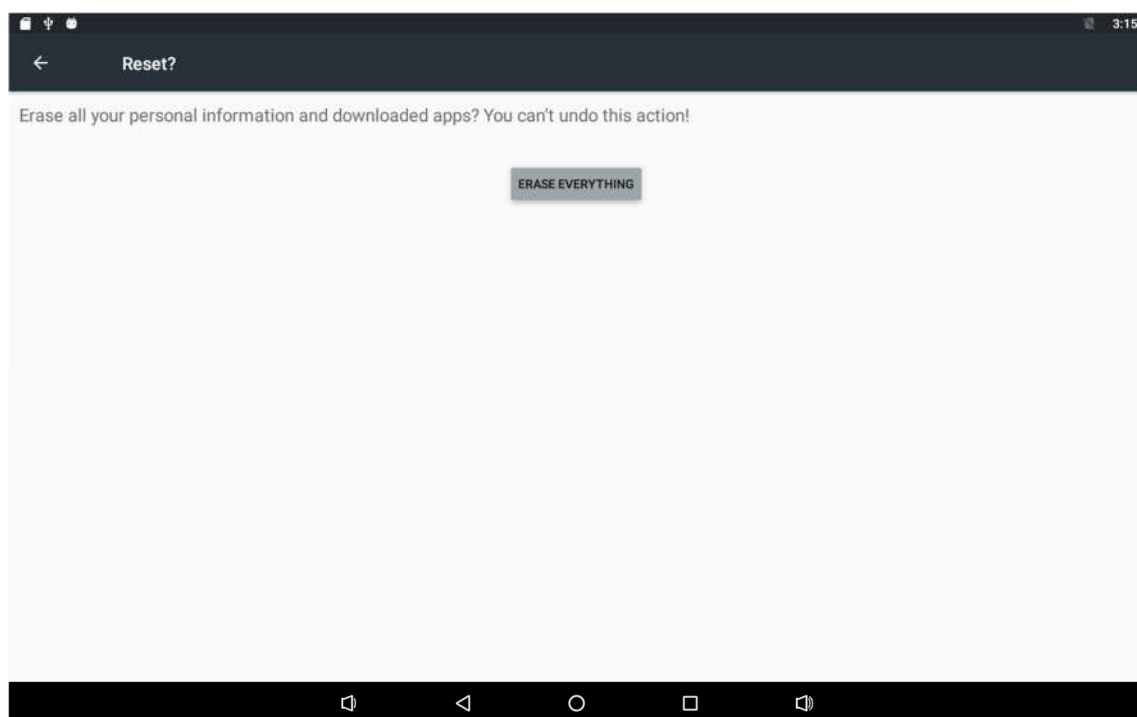 3:15
Reset?
Erase all your personal information and downloaded apps? You can't undo this action!
ERASE EVERYTHING